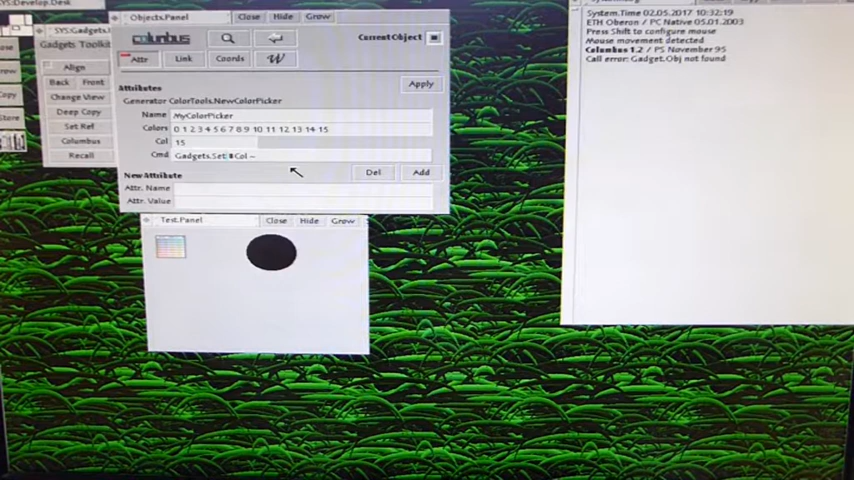 SYS:Develop.Desk
Objects.Panel Close Hide Grow
SYS:Gadgets.
Gadgets Toolkit
Align
Back Front
Change View
Deep Copy
Set Ref
Columbus
Recall
columbus
Current Object
Attr Link Coords W
Apply
Attributes
Generator ColorTools.NewColorPicker
Name MyColorPicker
Colors 0 1 2 3 4 5 6 7 8 9 10 11 12 13 14 15
Col 15
Cmd Gadgets.Set Col ~
New Attribute Del Add
Attr. Name
Attr. Value
Test.Panel Close Hide Grow
System.Time 02.05.2017 10:32:19
ETH Oberon / PC Native 05.01.2003
Press Shift to configure mouse
Mouse movement detected
Columbus 1.2 / PS November 95
Call error: Gadget.Obj not found